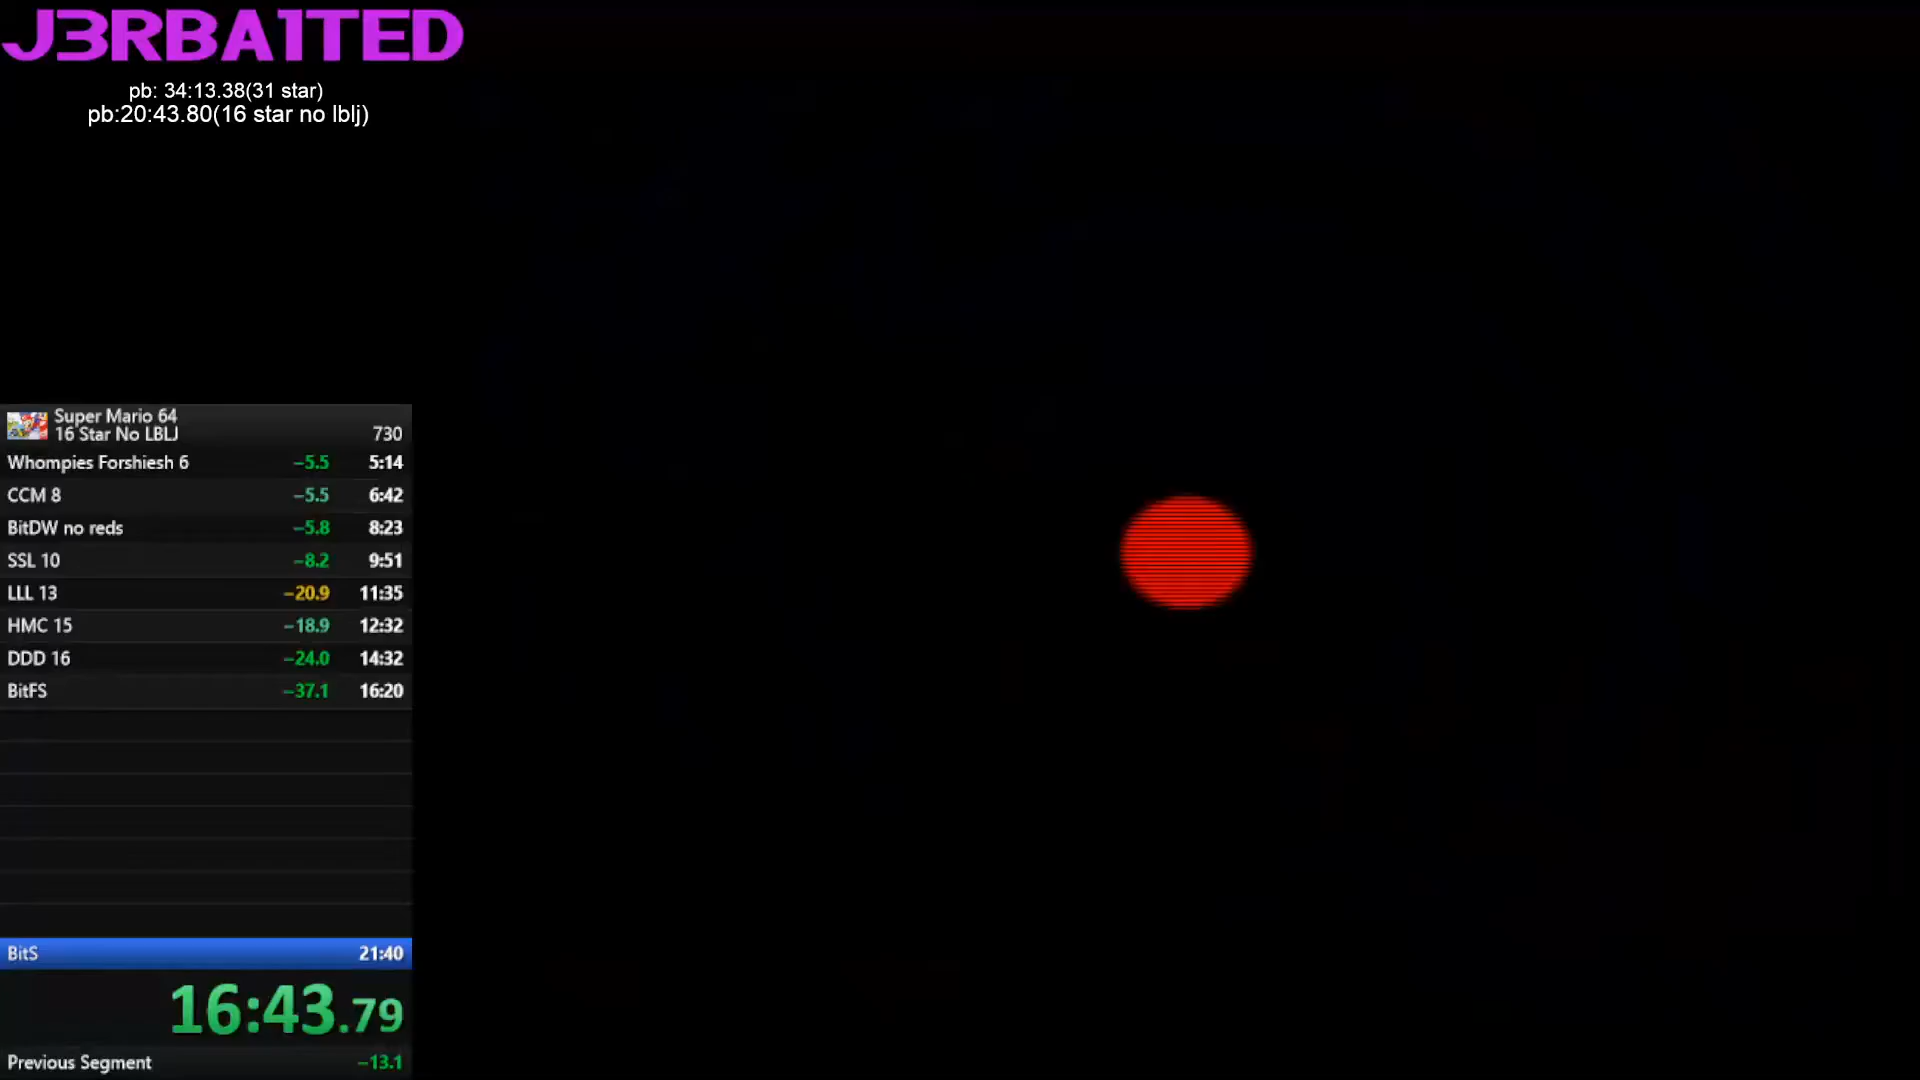 J3RBA1TED
pb: 34:13.38(31 star)
pb:20:43.80(16 star no lblj)
Super Mario 64
16 Star No LBLJ 730
Whompies Forshiesh 6 −5.5 5:14
CCM 8 −5.5 6:42
BitDW no reds −5.8 8:23
SSL 10 −8.2 9:51
LLL 13 −20.9 11:35
HMC 15 −18.9 12:32
DDD 16 −24.0 14:32
BitFS −37.1 16:20
BitS 21:40
16:43.79
Previous Segment −13.1